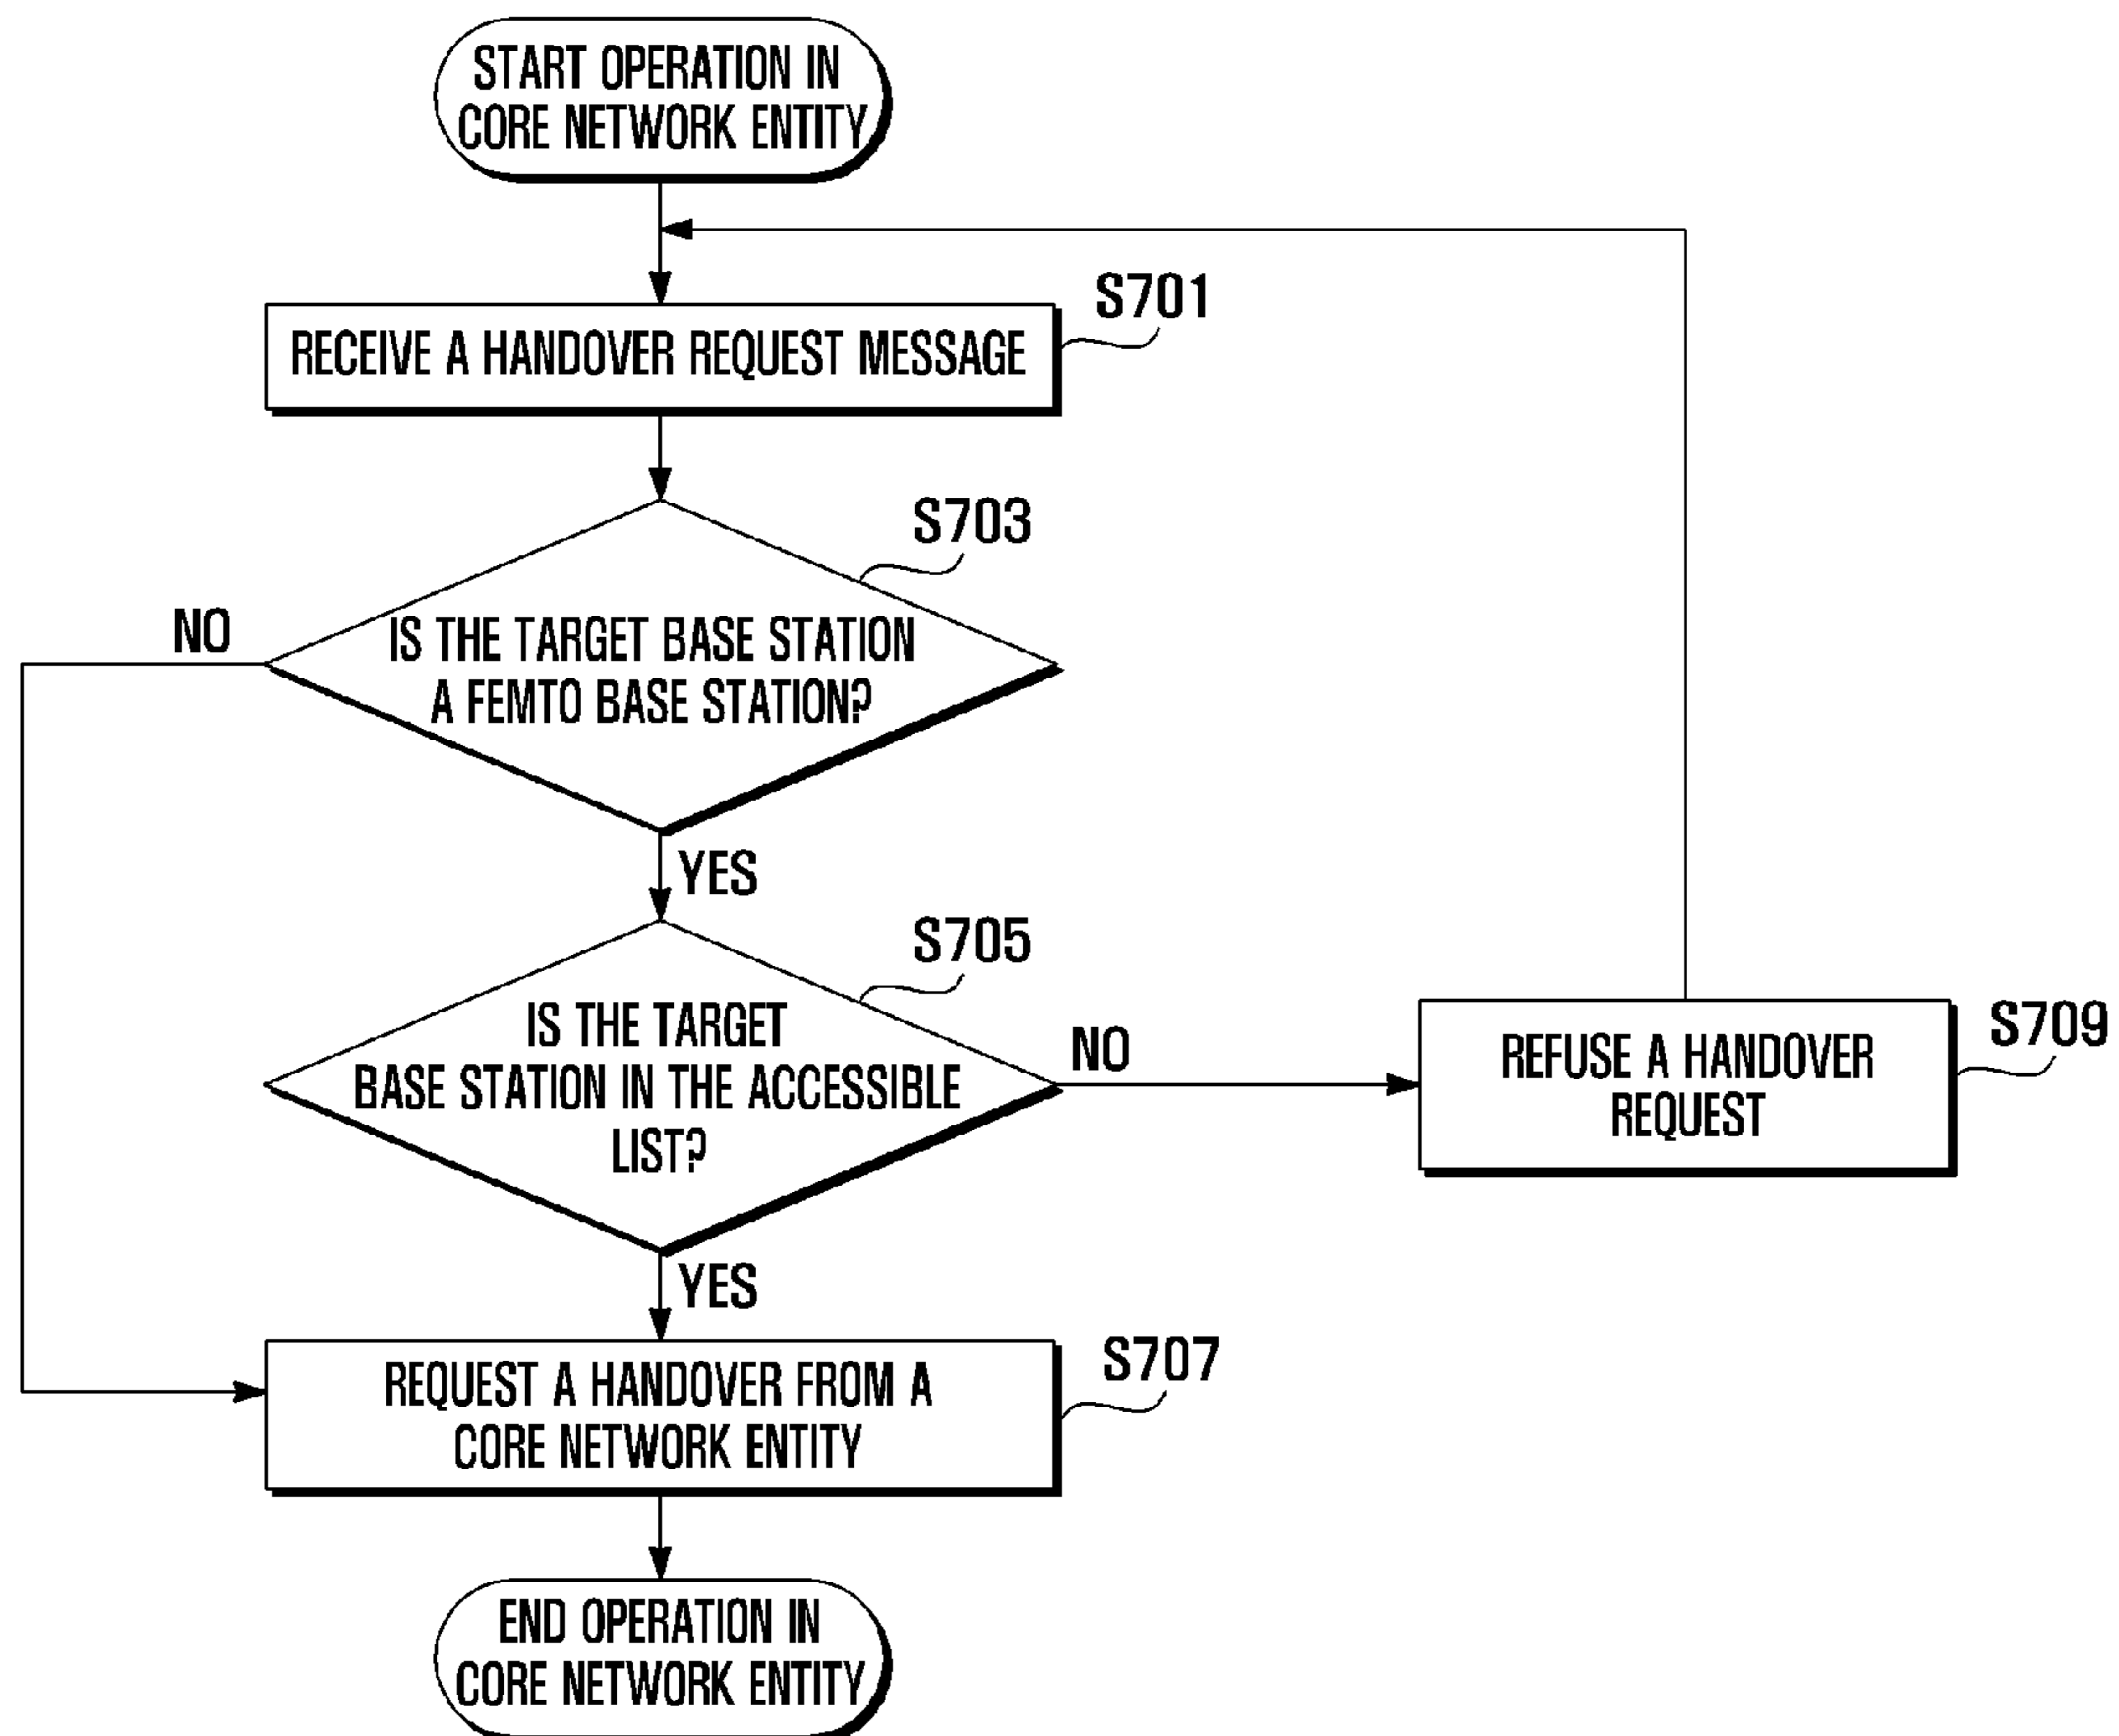 START OPERATION IN
CORE NETWORK ENTITY
S701
RECEIVE A HANDOVER REQUEST MESSAGE
S703
NO
IS THE TARGET BASE STATION
A FEMTO BASE STATION?
YES
S705
IS THE TARGET
BASE STATION IN THE ACCESSIBLE
LIST?
NO
S709
REFUSE A HANDOVER
REQUEST
YES
S707
REQUEST A HANDOVER FROM A
CORE NETWORK ENTITY
END OPERATION IN
CORE NETWORK ENTITY